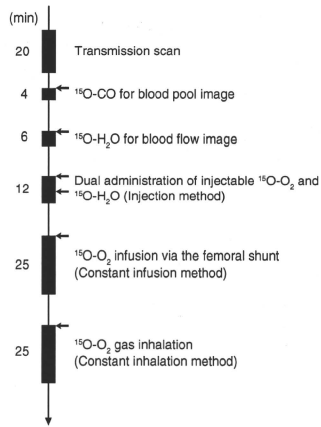 (min)
20 Transmission scan
4 ¹⁵O-CO for blood pool image
6 ¹⁵O-H₂O for blood flow image
12 Dual administration of injectable ¹⁵O-O₂ and
¹⁵O-H₂O (Injection method)
25 ¹⁵O-O₂ infusion via the femoral shunt
(Constant infusion method)
25 ¹⁵O-O₂ gas inhalation
(Constant inhalation method)